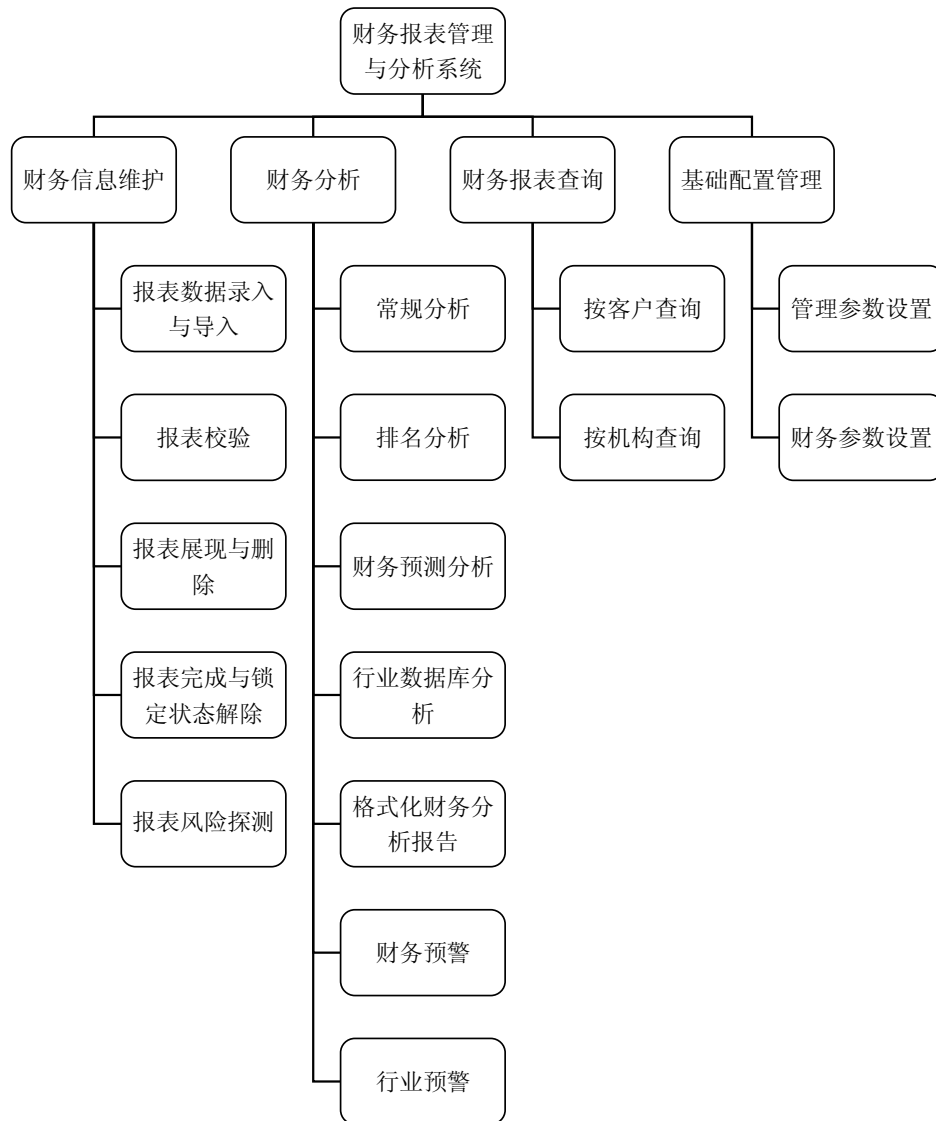 财务报表管理
与分析系统
财务信息维护
财务分析
财务报表查询
基础配置管理
报表数据录入
与导入
常规分析
按客户查询
管理参数设置
报表校验
排名分析
按机构查询
财务参数设置
报表展现与删
除
财务预测分析
报表完成与锁
定状态解除
行业数据库分
析
报表风险探测
格式化财务分
析报告
财务预警
行业预警